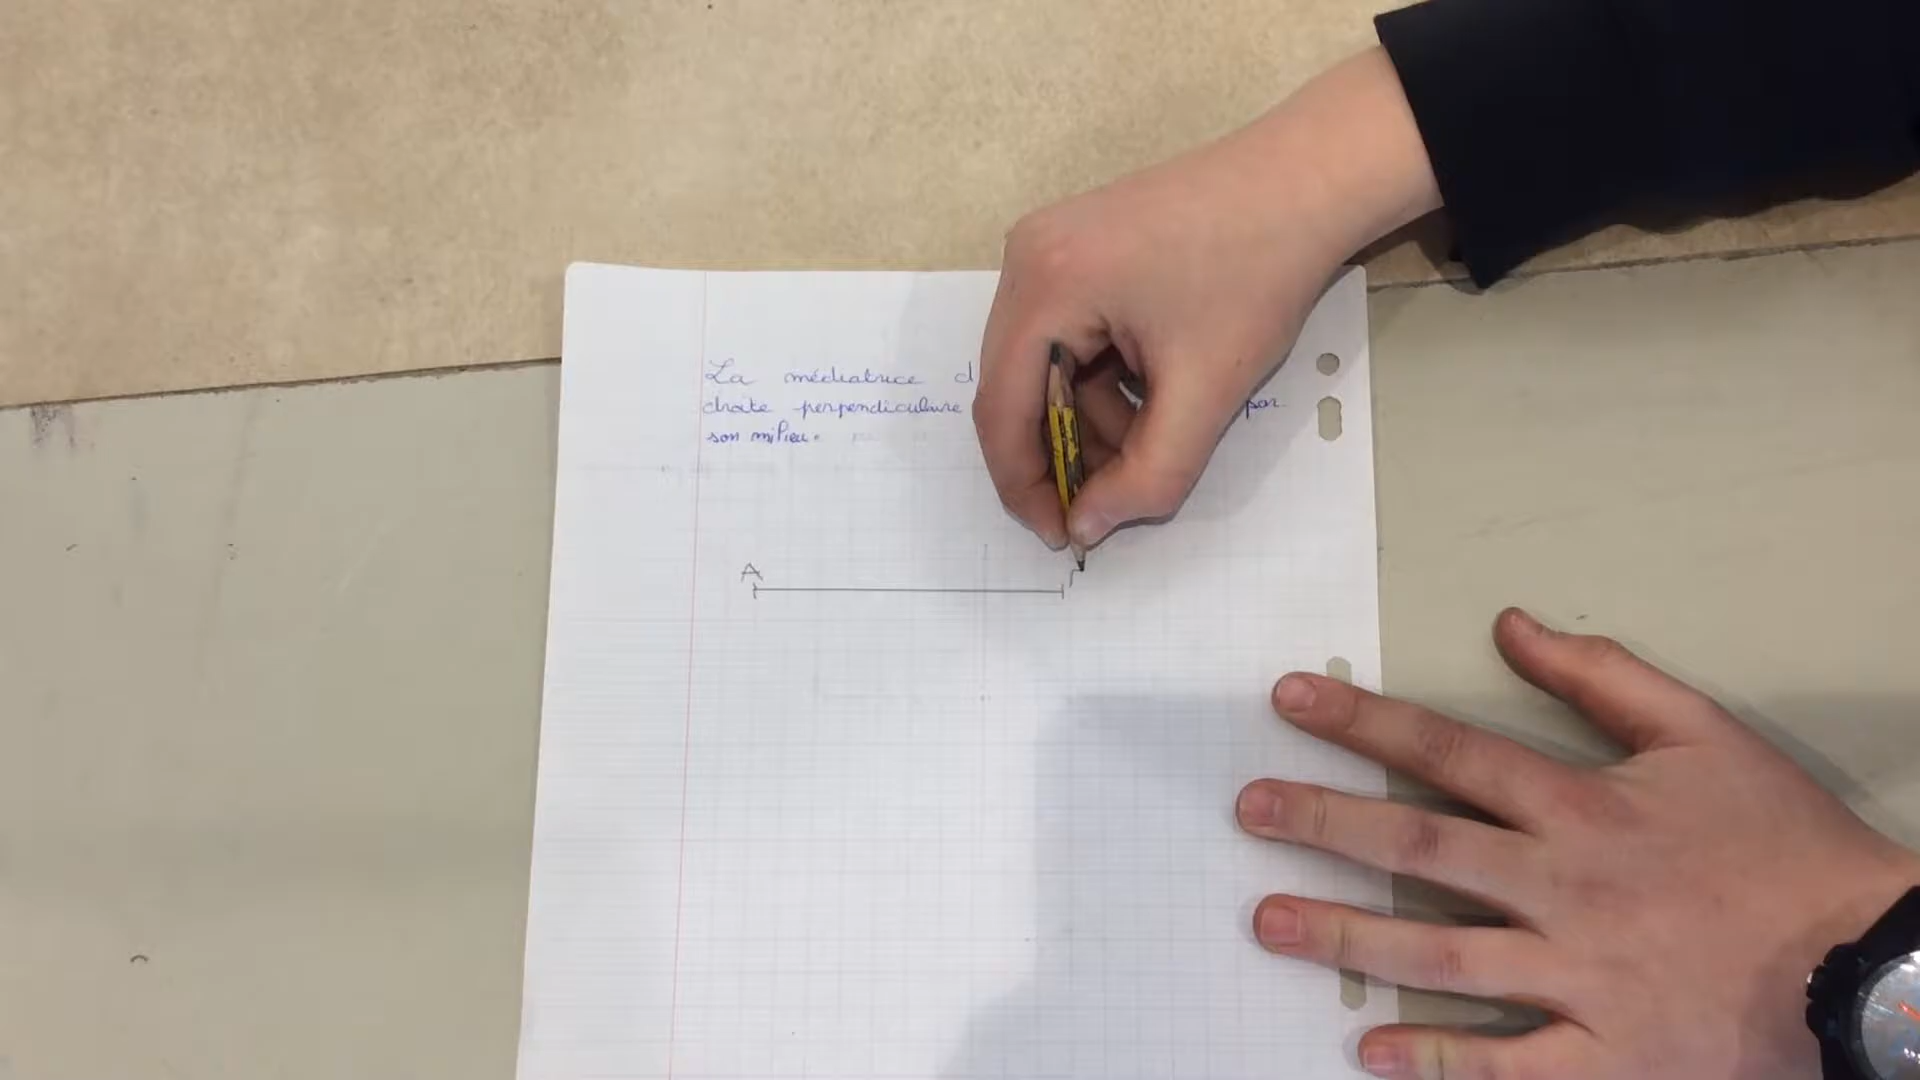 La médiatrice d
droite perpendiculaire par
son milieu.
A